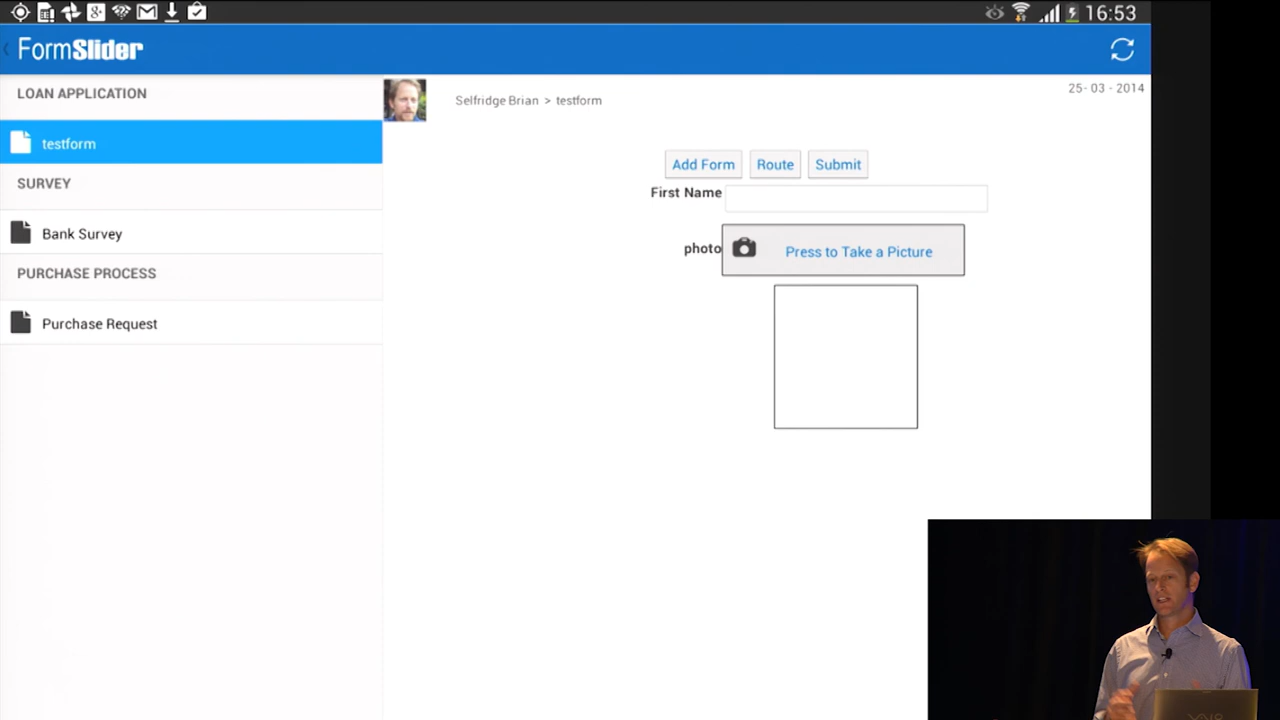 16:53
FormSlider
LOAN APPLICATION
testform
SURVEY
Bank Survey
PURCHASE PROCESS
Purchase Request
Selfridge Brian > testform
25- 03 - 2014
Add Form
Route
Submit
First Name
photo
Press to Take a Picture
VAIO